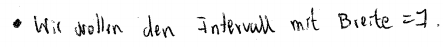 • Wir wollen den Intervall mit Breite = 1.